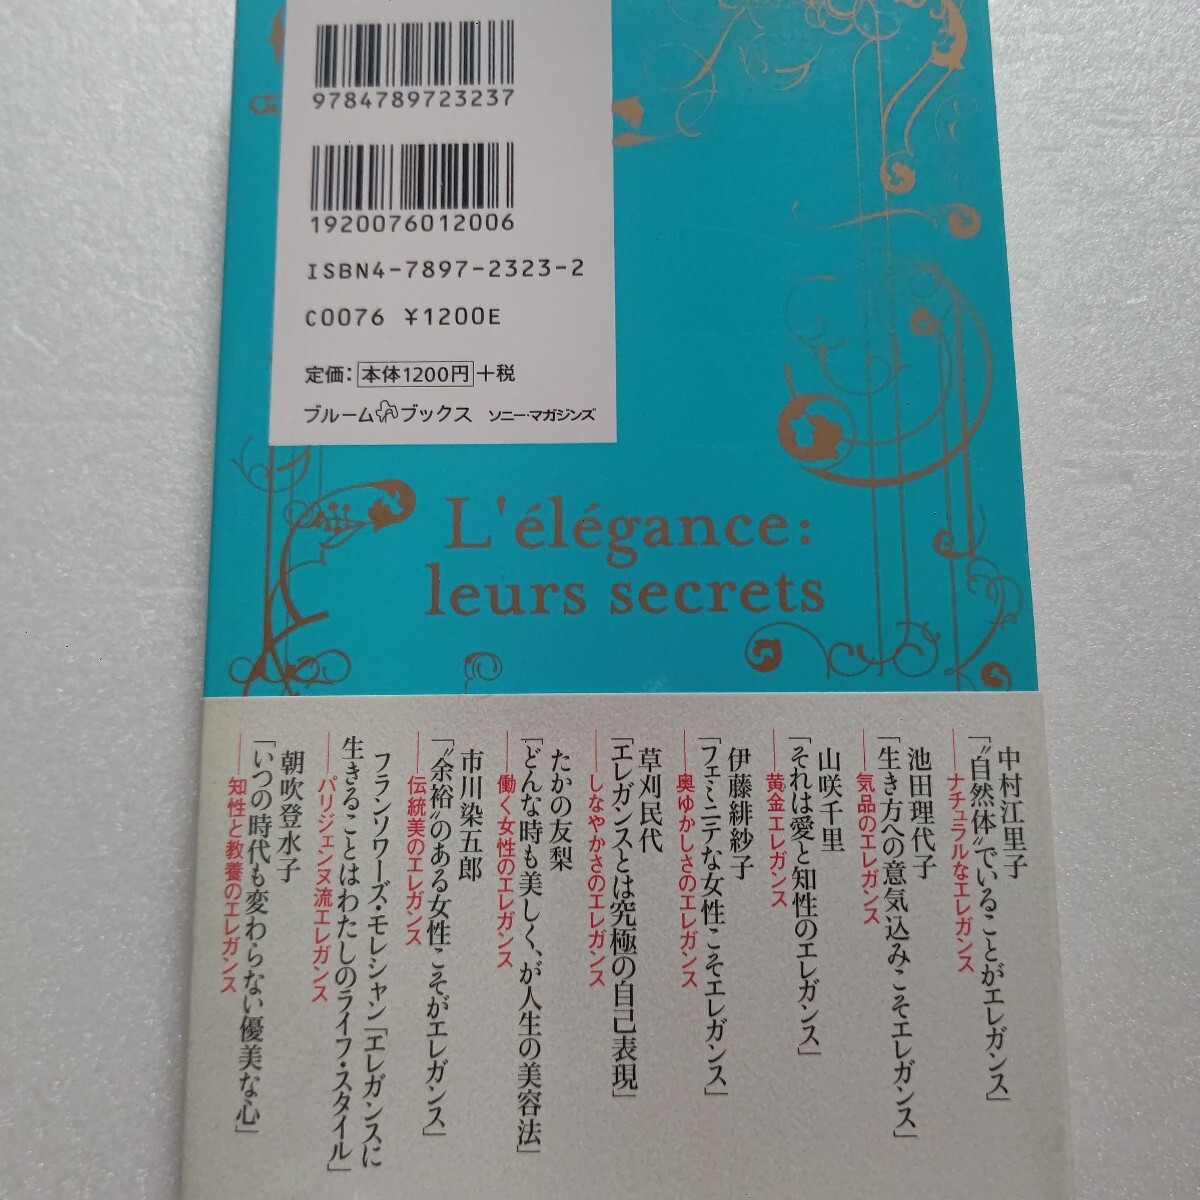 9784789723237
1920076012006
ISBN4-7897-2323-2
C0076 ¥1200E
定価：本体1200円＋税
ブルームブックス ソニー・マガジンズ
L'élégance:
leurs secrets
中村江里子
「“自然体”でいることがエレガンス」
——ナチュラルなエレガンス
池田理代子
「生き方への意気込みこそエレガンス」
——気品のエレガンス
山咲千里
「それは愛と知性のエレガンス」
——黄金エレガンス
伊藤緋紗子
「フェミニテな女性こそエレガンス」
——奥ゆかしさのエレガンス
草刈民代
「エレガンスとは究極の自己表現」
——しなやかさのエレガンス
たかの友梨
「どんな時も美しく、が人生の美容法」
——働く女性のエレガンス
市川染五郎
「“余裕”のある女性こそがエレガンス」
——伝統美のエレガンス
フランソワーズ・モレシャン「エレガンスに
生きることはわたしのライフ・スタイル」
——パリジェンヌ流エレガンス
朝吹登水子
「いつの時代も変わらない優美な心」
——知性と教養のエレガンス